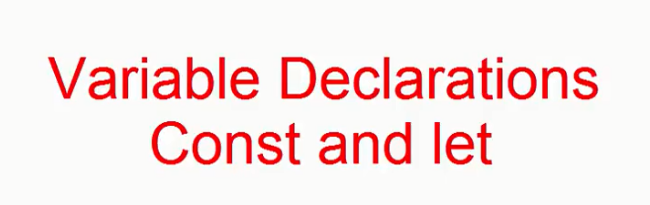 Variable Declarations
Const and let